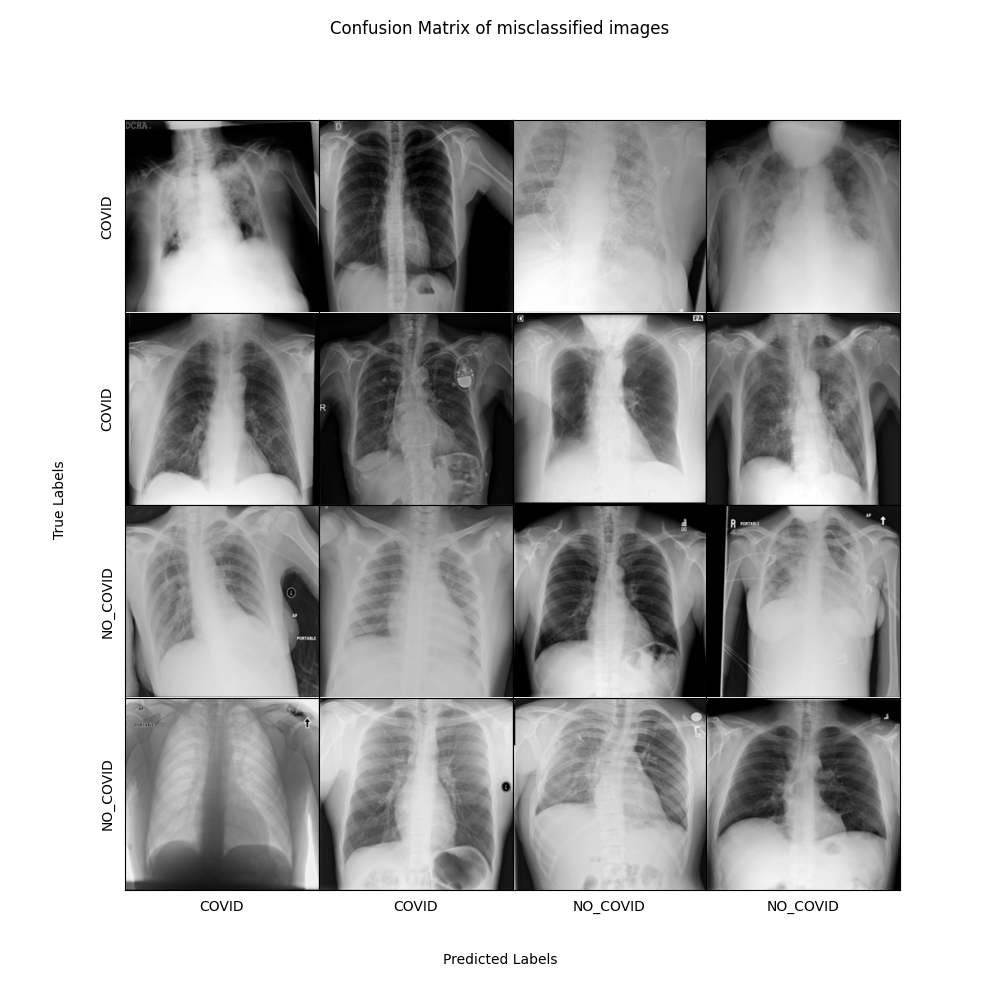 Confusion Matrix of misclassified images
DCHA.
D
COVID
D
PA
R
COVID
True Labels
L
AP
PORTABLE
R PORTABLE
AP
NO_COVID
L
NO_COVID
COVID
COVID
NO_COVID
NO_COVID
Predicted Labels